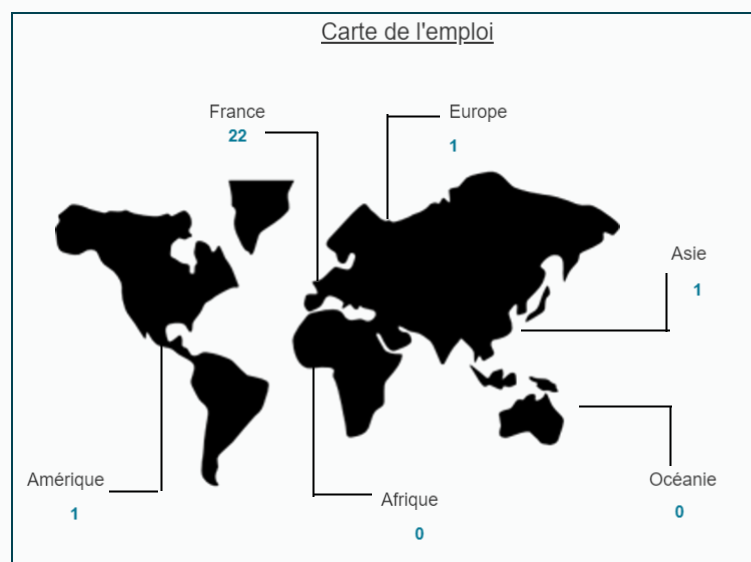 Carte de l'emploi
France
22
Europe
1
Asie
1
Amérique
1
Afrique
0
Océanie
0